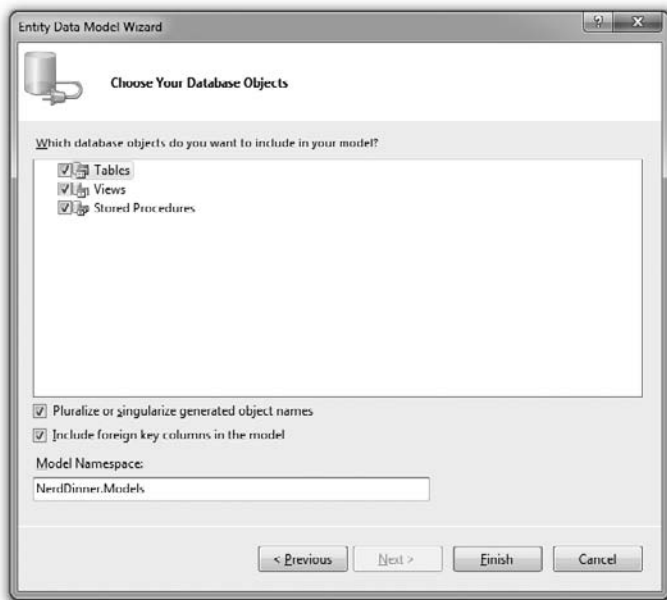 Entity Data Model Wizard
?
X
Choose Your Database Objects
Which database objects do you want to include in your model?
Tables
Views
Stored Procedures
Pluralize or singularize generated object names
Include foreign key columns in the model
Model Namespace:
NerdDinner.Models
< Previous
Next >
Finish
Cancel